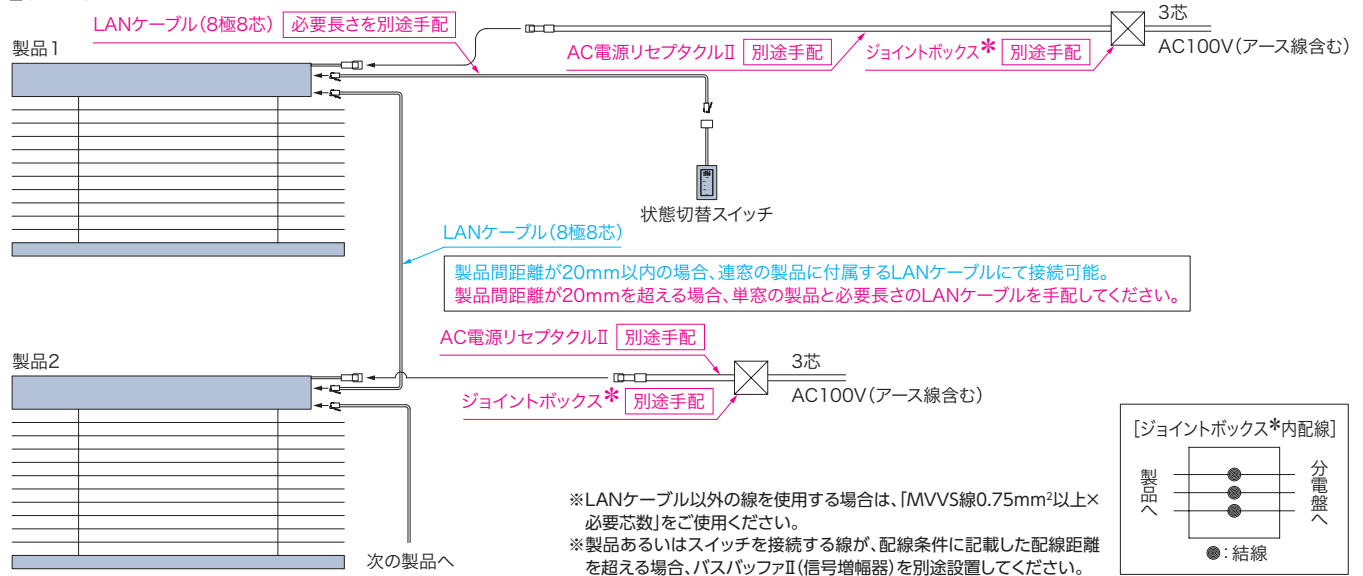 LANケーブル(8極8芯) 必要長さを別途手配
3芯
製品1
AC電源リセプタクルⅡ 別途手配
ジョイントボックス＊ 別途手配
AC100V(アース線含む)
状態切替スイッチ
LANケーブル(8極8芯)
製品間距離が20mm以内の場合、連窓の製品に付属するLANケーブルにて接続可能。
製品間距離が20mmを超える場合、単窓の製品と必要長さのLANケーブルを手配してください。
AC電源リセプタクルⅡ 別途手配
製品2
3芯
AC100V(アース線含む)
ジョイントボックス＊ 別途手配
次の製品へ
※LANケーブル以外の線を使用する場合は、「MVVS線0.75mm²以上×
必要芯数」をご使用ください。
※製品あるいはスイッチを接続する線が、配線条件に記載した配線距離
を超える場合、バスバッファⅡ(信号増幅器)を別途設置してください。
[ジョイントボックス＊内配線]
製品へ
分電盤へ
●:結線